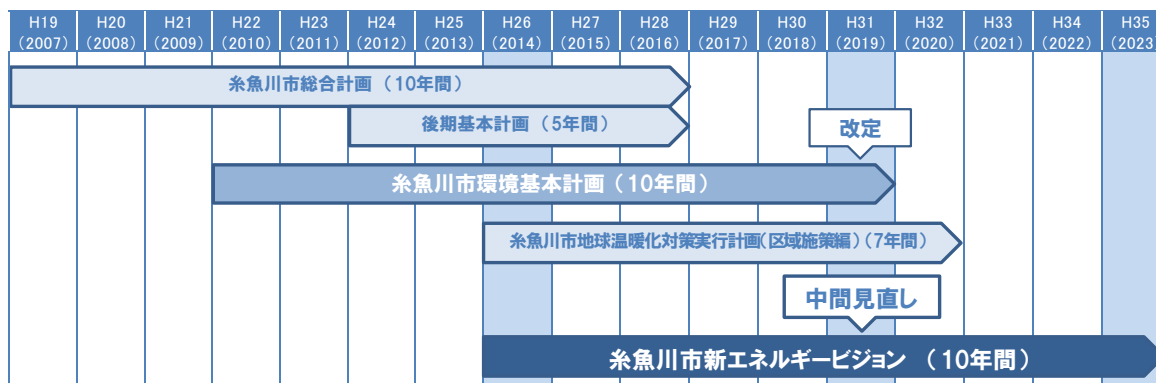 H19 H20 H21 H22 H23 H24 H25 H26 H27 H28 H29 H30 H31 H32 H33 H34 H35
(2007) (2008) (2009) (2010) (2011) (2012) (2013) (2014) (2015) (2016) (2017) (2018) (2019) (2020) (2021) (2022) (2023)
糸魚川市総合計画（10年間）
後期基本計画（5年間）
改定
糸魚川市環境基本計画（10年間）
糸魚川市地球温暖化対策実行計画(区域施策編)(7年間)
中間見直し
糸魚川市新エネルギービジョン （10年間）